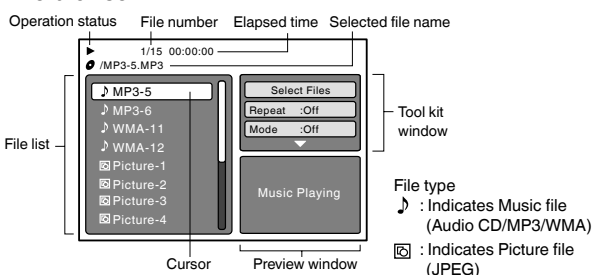 Operation status File number Elapsed time Selected file name
1/15 00:00:00
/MP3-5.MP3
MP3-5
MP3-6
WMA-11
WMA-12
Picture-1
Picture-2
Picture-3
Picture-4
Select Files
Repeat :Off
Mode :Off
Music Playing
File list
Tool kit
window
Cursor
Preview window
File type
: Indicates Music file
(Audio CD/MP3/WMA)
: Indicates Picture file
(JPEG)